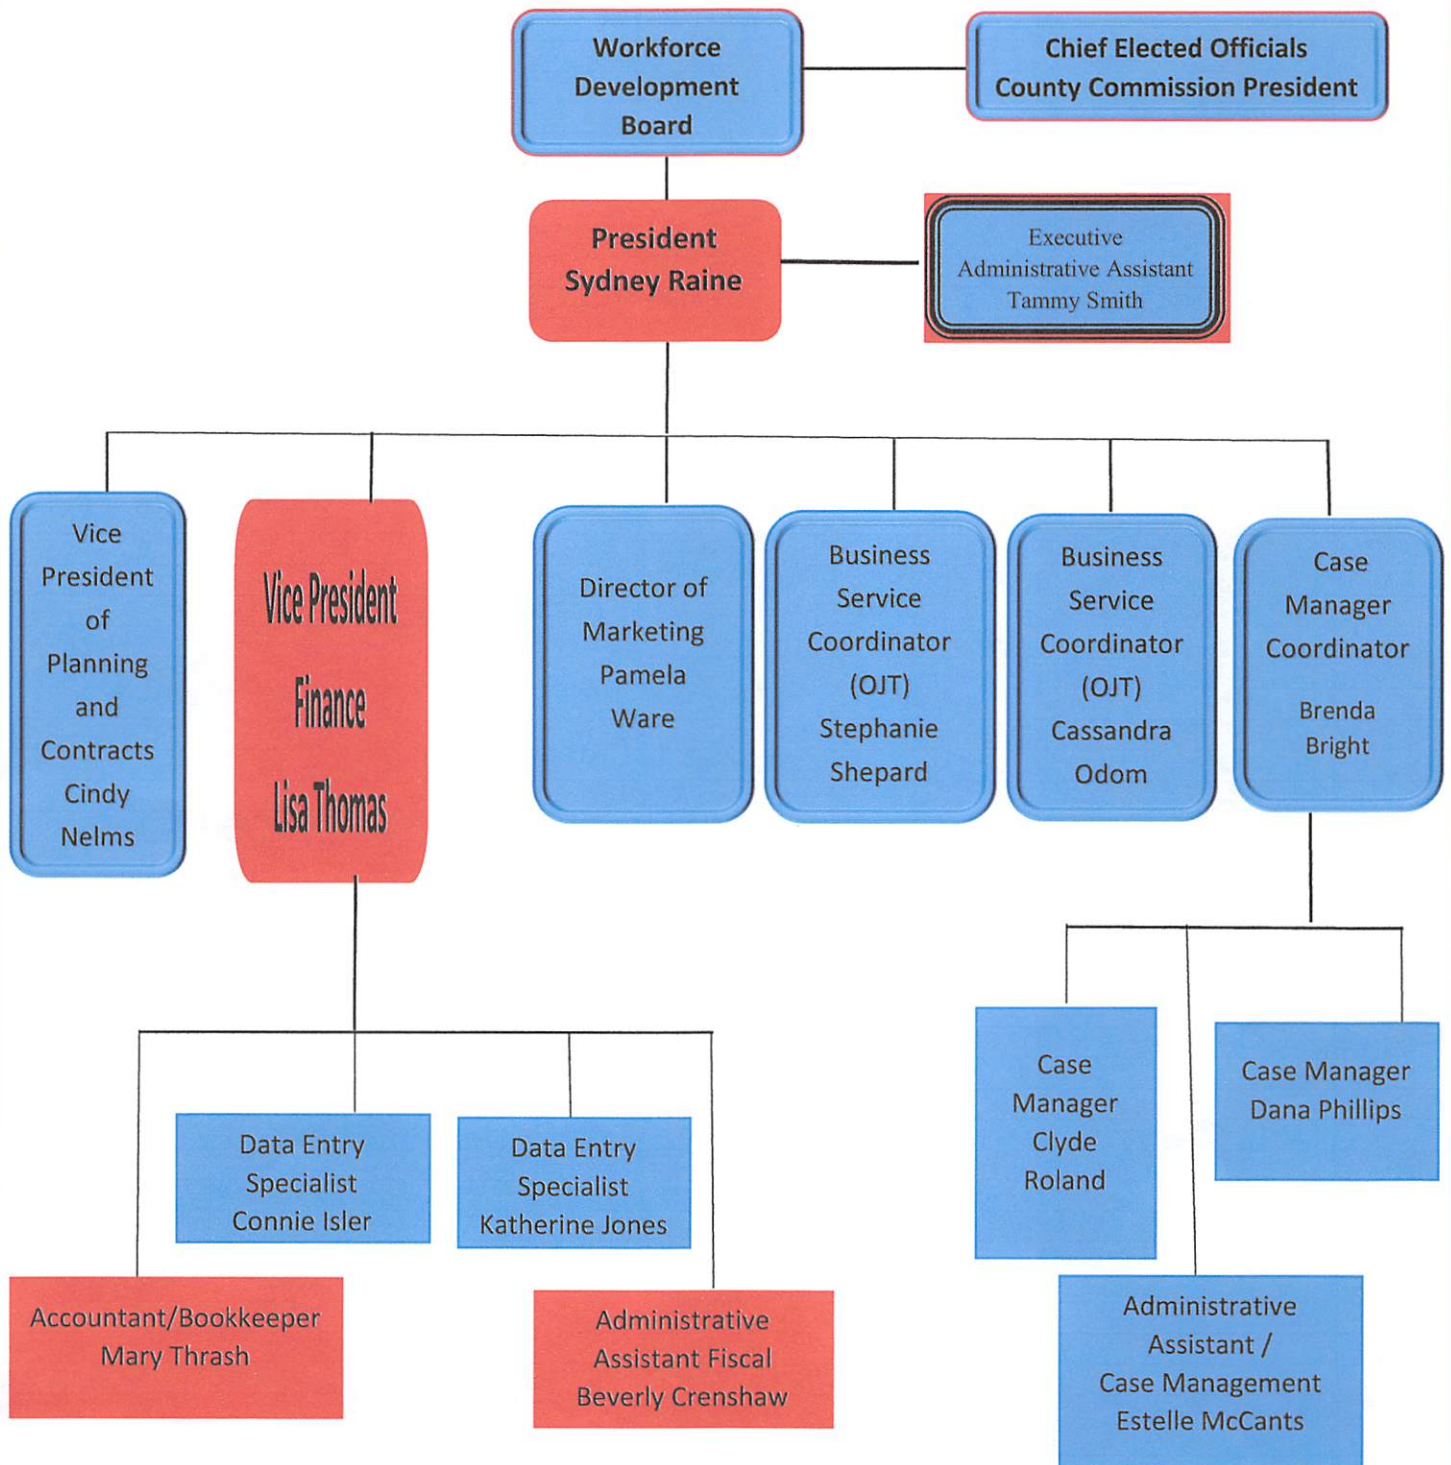 Workforce
Development
Board
Chief Elected Officials
County Commission President
President
Sydney Raine
Executive
Administrative Assistant
Tammy Smith
Vice
President
of
Planning
and
Contracts
Cindy
Nelms
Vice President
Finance
Lisa Thomas
Director of
Marketing
Pamela
Ware
Business
Service
Coordinator
(OJT)
Stephanie
Shepard
Business
Service
Coordinator
(OJT)
Cassandra
Odom
Case
Manager
Coordinator
Brenda
Bright
Data Entry
Specialist
Connie Isler
Data Entry
Specialist
Katherine Jones
Accountant/Bookkeeper
Mary Thrash
Administrative
Assistant Fiscal
Beverly Crenshaw
Case
Manager
Clyde
Roland
Case Manager
Dana Phillips
Administrative
Assistant /
Case Management
Estelle McCants